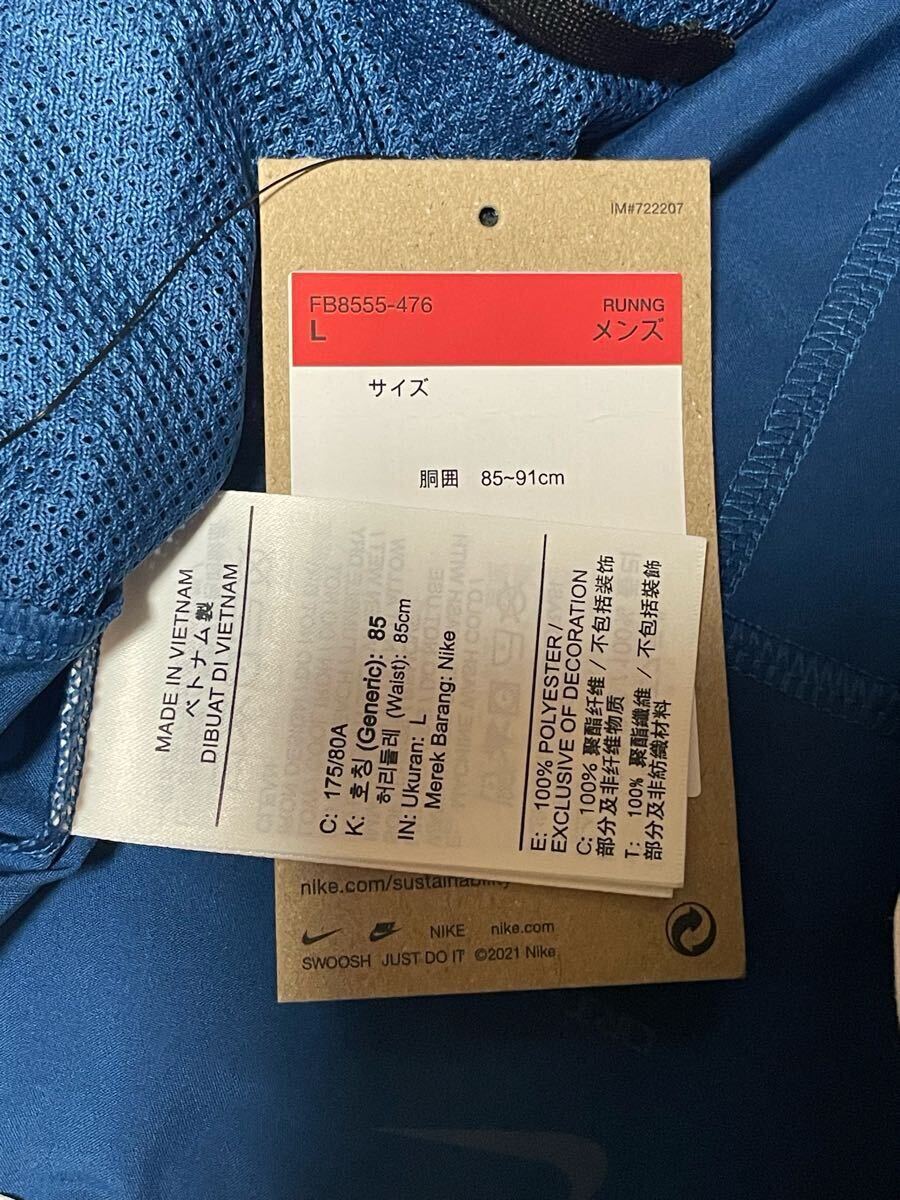 IM#722207
FB8555-476
RUNNG
L
メンズ
サイズ
胴囲 85~91cm
MADE IN VIETNAM
ベトナム製
DIBUAT DI VIETNAM
C: 175/80A
K: 호칭 (Generic): 85
허리둘레 (Waist): 85cm
IN: Ukuran: L
Merek Barang: Nike
E: 100% POLYESTER /
EXCLUSIVE OF DECORATION
C: 100% 聚酯纤维 / 不包括装饰
部分及非纤维物质
T: 100% 聚酯纖維 / 不包括裝飾
部分及非紡織材料
nike.com/sustainability
NIKE nike.com
SWOOSH JUST DO IT ©2021 Nike